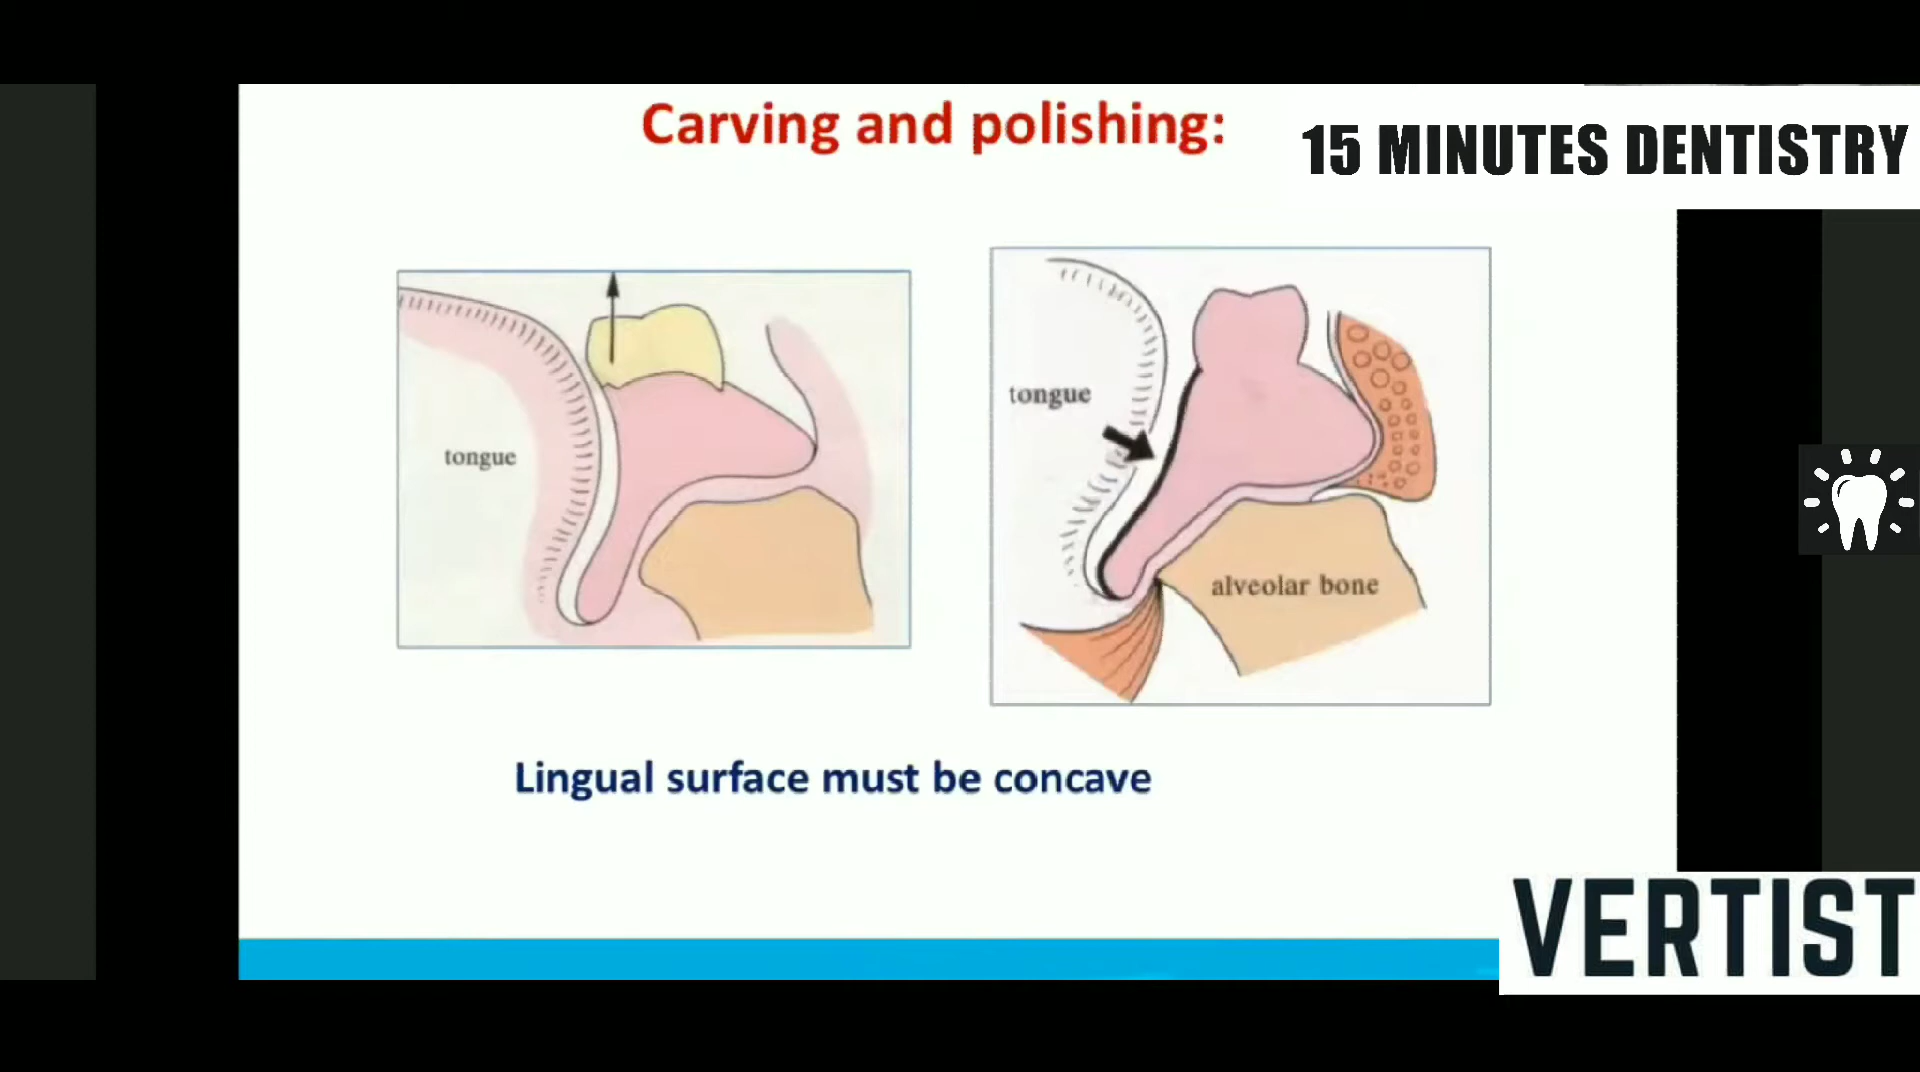 Carving and polishing:
15 MINUTES DENTISTRY
tongue
tongue
alveolar bone
Lingual surface must be concave
VERTIST